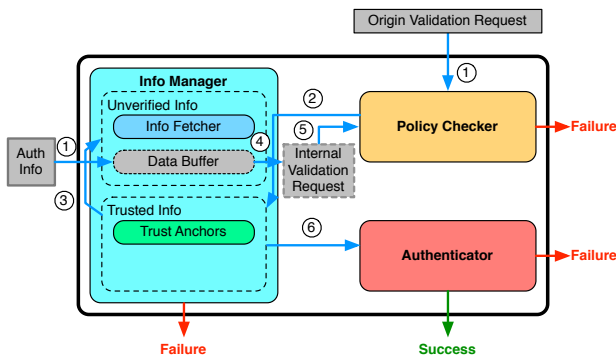 Origin Validation Request
①
Info Manager
Unverified Info
②
Info Fetcher
Policy Checker
Failure
Auth
Info
①
④
⑤
Data Buffer
Internal
Validation
Request
③
Trusted Info
Trust Anchors
⑥
Authenticator
Failure
Failure
Success